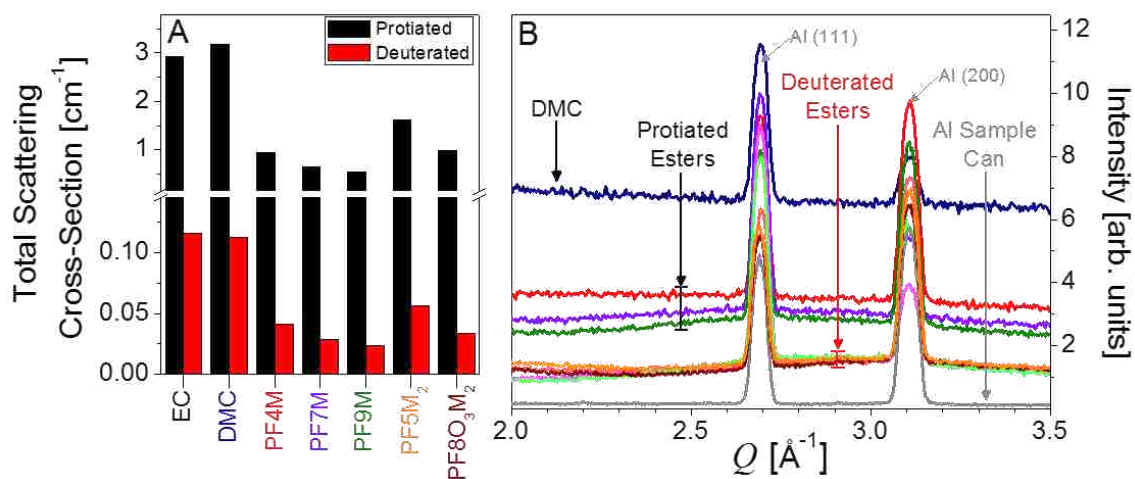 Total Scattering
Cross-Section [cm⁻¹]
A
Protiated
Deuterated
3
2
1
0.10
0.05
0.00
EC
DMC
PF4M
PF7M
PF9M
PF5M₂
PF8O₃M₂
B
Al (111)
Al (200)
DMC
Protiated
Esters
Deuterated
Esters
Al Sample
Can
12
10
8
6
4
2
Intensity [arb. units]
2.0
2.5
3.0
3.5
Q [Å⁻¹]